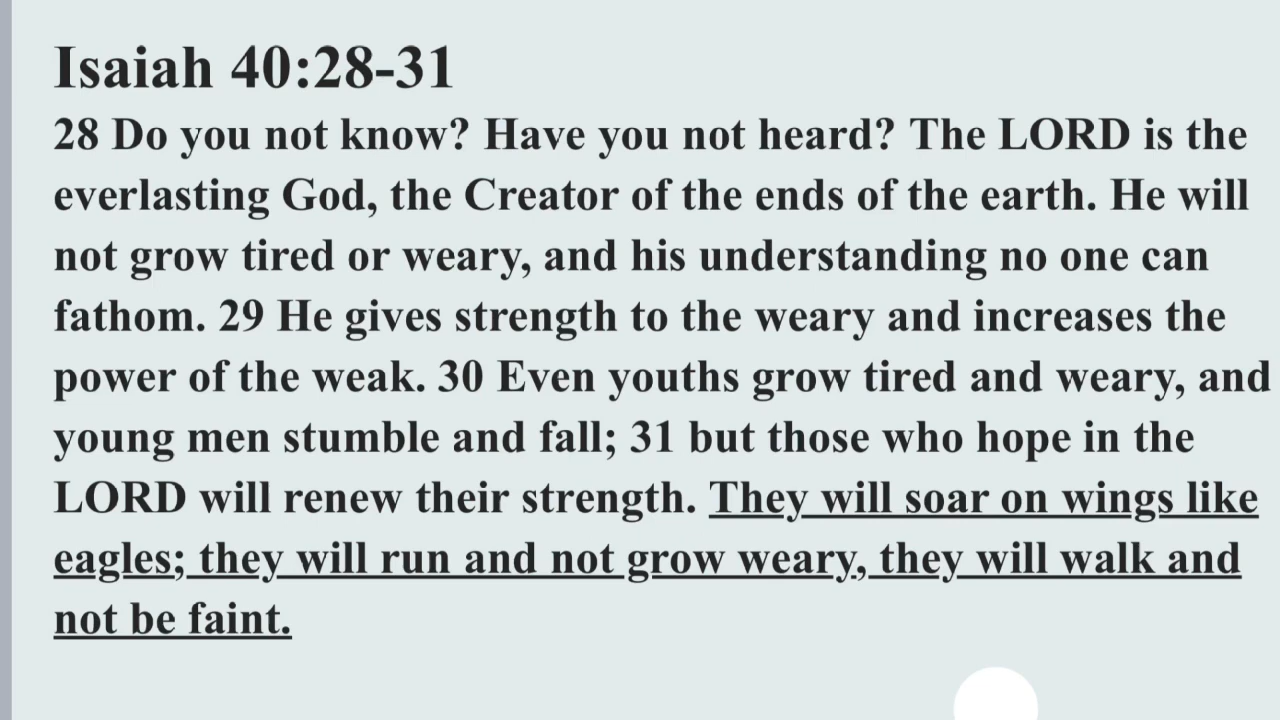 Isaiah 40:28-31
28 Do you not know? Have you not heard? The LORD is the
everlasting God, the Creator of the ends of the earth. He will
not grow tired or weary, and his understanding no one can
fathom. 29 He gives strength to the weary and increases the
power of the weak. 30 Even youths grow tired and weary, and
young men stumble and fall; 31 but those who hope in the
LORD will renew their strength. They will soar on wings like
eagles; they will run and not grow weary, they will walk and
not be faint.